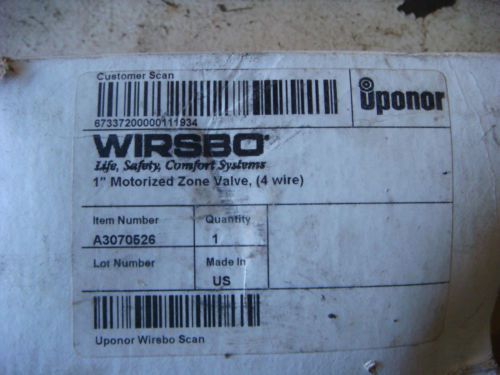 Customer Scan
67337200000111934
uponor
WIRSBO
Life, Safety, Comfort Systems
1" Motorized Zone Valve, (4 wire)
Item Number
Quantity
A3070526
1
Lot Number
Made In
US
Uponor Wirsbo Scan